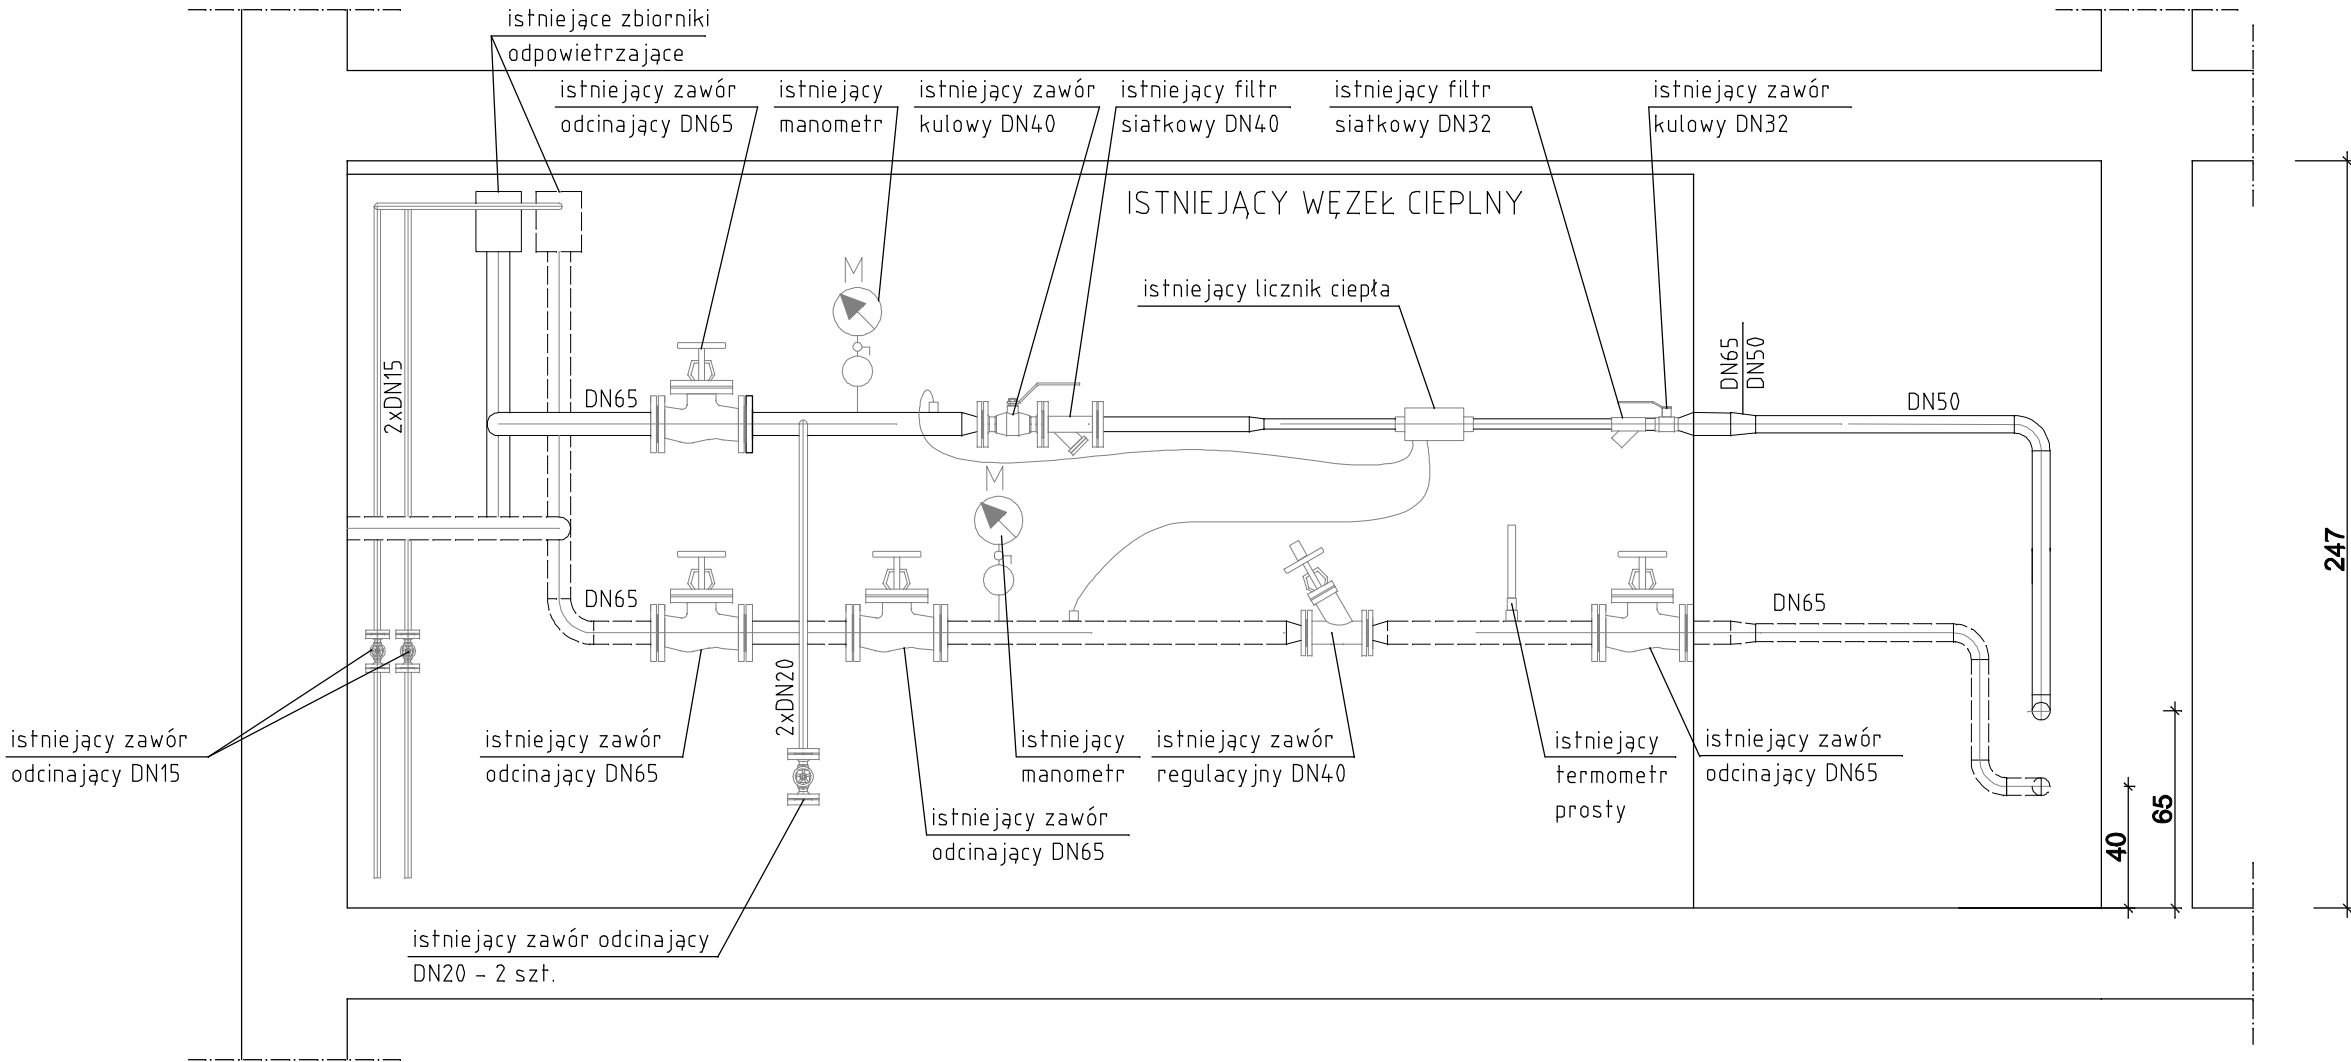 istniejące zbiorniki
odpowietrzające
istniejący zawór
odcinający DN65
istniejący
manometr
istniejący zawór
kulowy DN40
istniejący filtr
siatkowy DN40
istniejący filtr
siatkowy DN32
istniejący zawór
kulowy DN32
ISTNIEJĄCY WĘZEŁ CIEPLNY
M
istniejący licznik ciepła
2xDN15
DN65
DN65
DN50
DN50
M
247
DN65
DN65
2xDN20
istniejący zawór
odcinający DN15
istniejący zawór
odcinający DN65
istniejący
manometr
istniejący zawór
regulacyjny DN40
istniejący
termometr
prosty
istniejący zawór
odcinający DN65
65
40
istniejący zawór
odcinający DN65
istniejący zawór odcinający
DN20 – 2 szt.